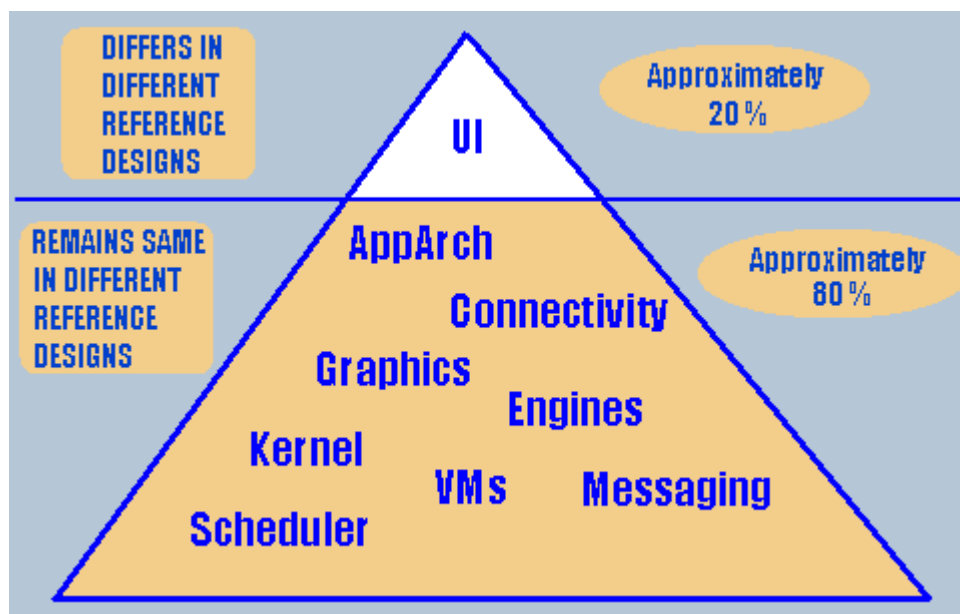 DIFFERS IN
DIFFERENT
REFERENCE
DESIGNS
Approximately
20%
UI
REMAINS SAME
IN DIFFERENT
REFERENCE
DESIGNS
AppArch
Approximately
80%
Connectivity
Graphics
Engines
Kernel
VMs
Messaging
Scheduler